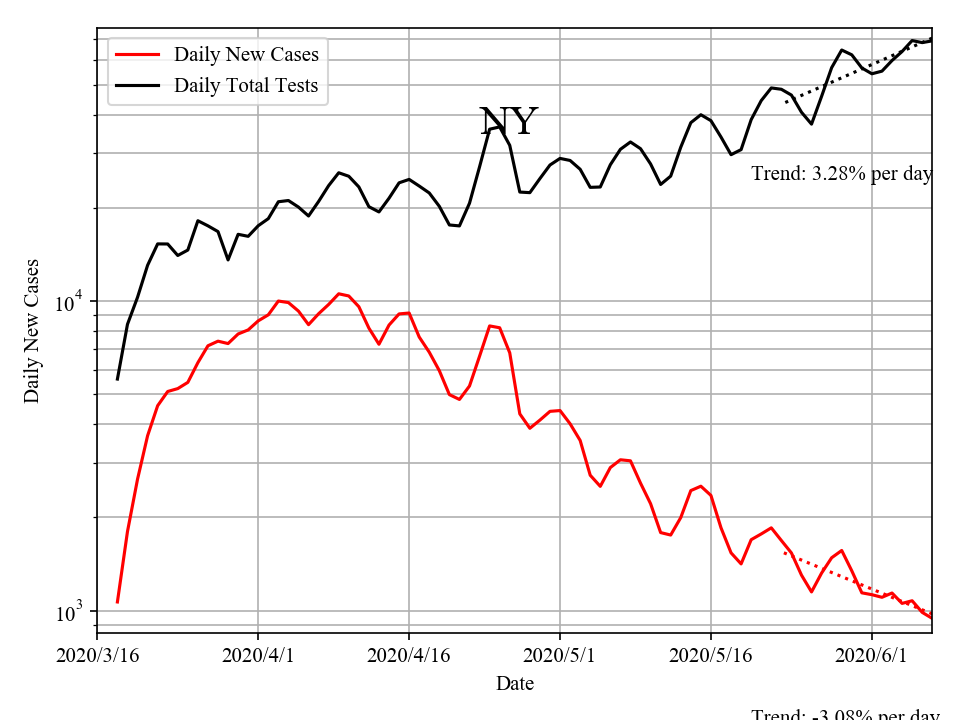 Daily New Cases
Daily Total Tests
NY
Trend: 3.28% per day
Daily New Cases
10^4
10^3
2020/3/16
2020/4/1
2020/4/16
2020/5/1
2020/5/16
2020/6/1
Date
Trend: -3.08% per day